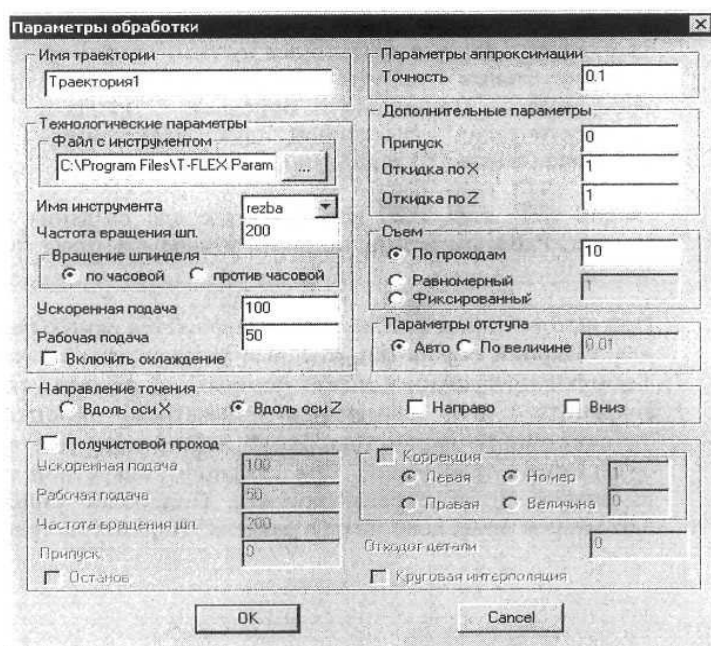 Параметры обработки
Имя траектории
Траектория1
Технологические параметры
Файл с инструментом
C:\Program Files\T-FLEX Param
...
Имя инструмента
rezba
Частота вращения шп.
200
Вращение шпинделя
по часовой
против часовой
Ускоренная подача
100
Рабочая подача
50
Включить охлаждение
Параметры аппроксимации
Точность
0.1
Дополнительные параметры
Припуск
0
Откидка по X
1
Откидка по Z
1
Съем
По проходам
10
Равномерный
Фиксированный
1
Параметры отступа
Авто
По величине
0.01
Направление точения
Вдоль оси X
Вдоль оси Z
Направо
Вниз
Получистовой проход
Ускоренная подача
100
Рабочая подача
50
Частота вращения шп.
200
Припуск
0
Останов
Коррекция
Левая
Номер
1
Правая
Величина
0
Отход от детали
0
Круговая интерполяция
OK
Cancel